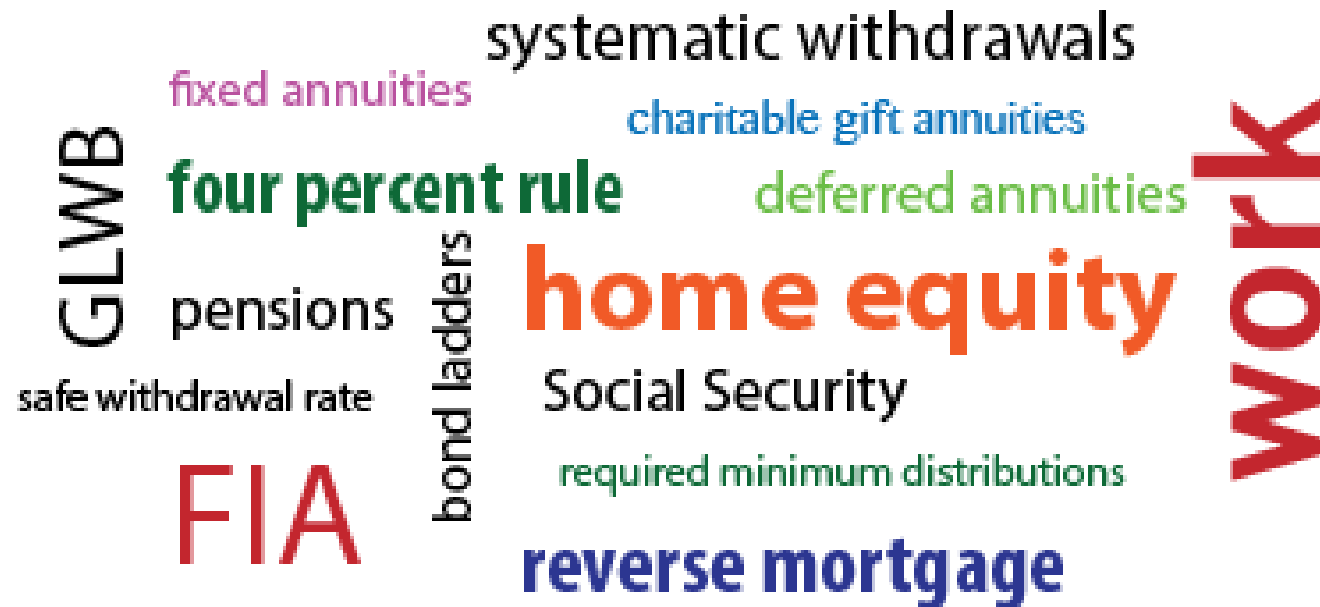 systematic withdrawals
fixed annuities
charitable gift annuities
GLWB
four percent rule
deferred annuities
work
pensions
bond ladders
home equity
safe withdrawal rate
Social Security
FIA
required minimum distributions
reverse mortgage